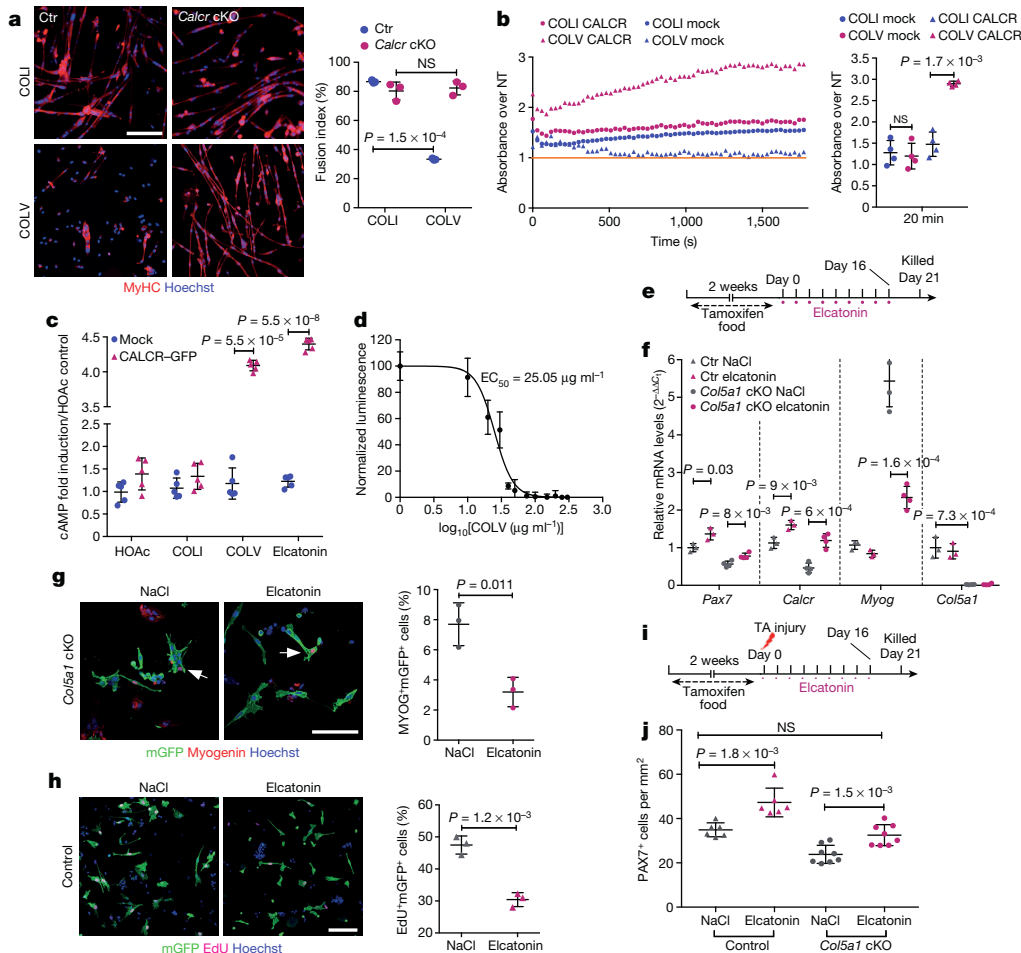 a
Ctr
Calcr cKO
COLI
COLV
MyHC Hoechst
Ctr
Calcr cKO
Fusion index (%)
100
80
60
40
20
0
NS
P = 1.5 × 10⁻⁴
COLI
COLV
b
COLI CALCR
COLI mock
COLV CALCR
COLV mock
Absorbance over NT
3
2
1
0
0
500
1,000
1,500
Time (s)
COLI mock
COLI CALCR
COLV mock
COLV CALCR
Absorbance over NT
3.5
3.0
2.5
2.0
1.5
1.0
0.5
0
P = 1.7 × 10⁻³
NS
20 min
c
Mock
CALCR–GFP
cAMP fold induction/HOAc control
4.5
4.0
2.0
1.5
1.0
0.5
0
P = 5.5 × 10⁻⁸
P = 5.5 × 10⁻⁵
HOAc
COLI
COLV
Elcatonin
d
Normalized luminescence
120
100
80
60
40
20
0
EC₅₀ = 25.05 µg ml⁻¹
0
0.5
1.0
1.5
2.0
2.5
3.0
log₁₀[COLV (µg ml⁻¹)
e
2 weeks
Tamoxifen
food
Day 0
Elcatonin
Day 16
Killed
Day 21
f
Ctr NaCl
Ctr elcatonin
Col5a1 cKO NaCl
Col5a1 cKO elcatonin
6
5
4
3
2
1
0
P = 0.03
P = 8 × 10⁻³
P = 9 × 10⁻³
P = 6 × 10⁻⁴
P = 1.6 × 10⁻⁴
P = 7.3 × 10⁻⁴
Pax7
Calcr
Myog
Col5a1
g
NaCl
Elcatonin
Col5a1 cKO
mGFP Myogenin Hoechst
MYOG⁺mGFP⁺ cells (%)
10
8
6
4
2
0
P = 0.011
NaCl
Elcatonin
h
NaCl
Elcatonin
Control
mGFP EdU Hoechst
EdU⁺mGFP⁺ cells (%)
60
50
40
30
20
P = 1.2 × 10⁻³
NaCl
Elcatonin
i
TA injury
2 weeks
Tamoxifen
food
Day 0
Elcatonin
Day 16
Killed
Day 21
j
PAX7⁺ cells per mm²
80
60
40
20
0
NS
P = 1.8 × 10⁻³
P = 1.5 × 10⁻³
NaCl
Elcatonin
NaCl
Elcatonin
Control
Col5a1 cKO